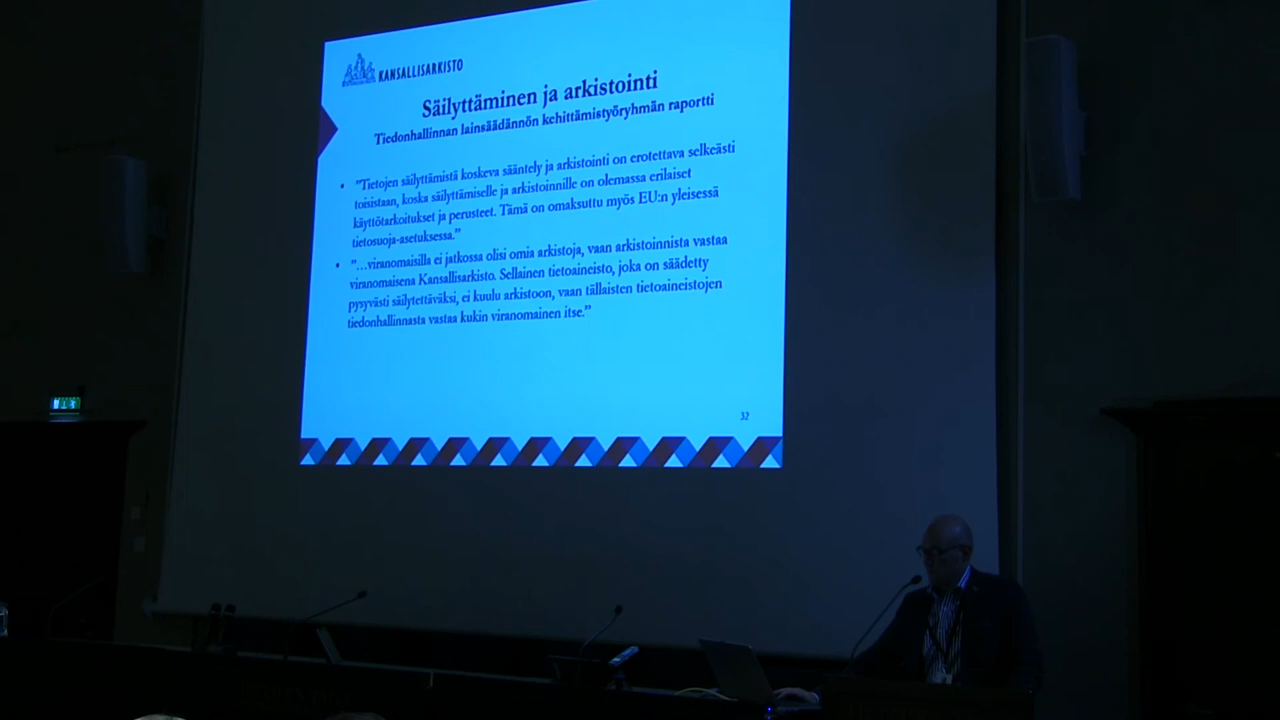 KANSALLISARKISTO
Säilyttäminen ja arkistointi
Tiedonhallinnan lainsäädännön kehittämistyöryhmän raportti
• ”Tietojen säilyttämistä koskeva sääntely ja arkistointi on erotettava selkeästi
toisistaan, koska säilyttämiselle ja arkistoinnille on olemassa erilaiset
käyttötarkoitukset ja perusteet. Tämä on omaksuttu myös EU:n yleisessä
tietosuoja-asetuksessa.”
• ”…viranomaisilla ei jatkossa olisi omia arkistoja, vaan arkistoinnista vastaa
viranomaisena Kansallisarkisto. Sellainen tietoaineisto, joka on säädetty
pysyvästi säilytettäväksi, ei kuulu arkistoon, vaan tällaisten tietoaineistojen
tiedonhallinnasta vastaa kukin viranomainen itse.”
32